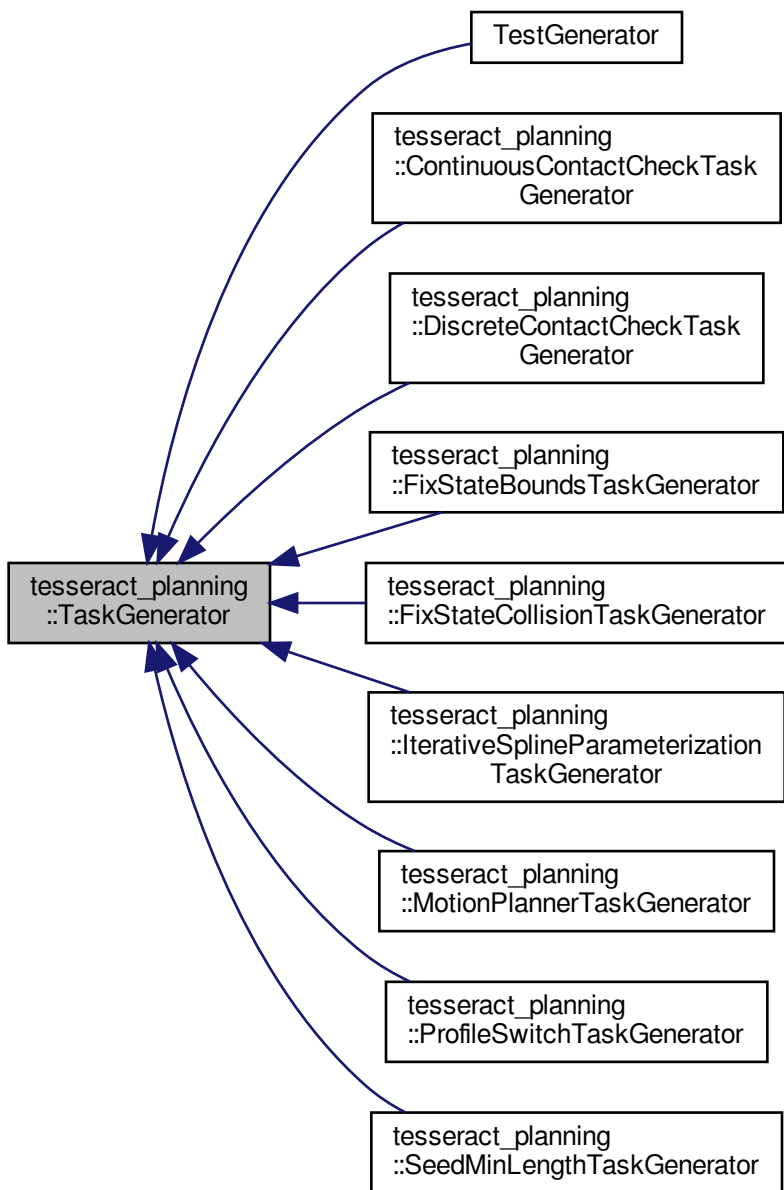 TestGenerator
tesseract_planning
::ContinuousContactCheckTask
Generator
tesseract_planning
::DiscreteContactCheckTask
Generator
tesseract_planning
::FixStateBoundsTaskGenerator
tesseract_planning
::TaskGenerator
tesseract_planning
::FixStateCollisionTaskGenerator
tesseract_planning
::IterativeSplineParameterization
TaskGenerator
tesseract_planning
::MotionPlannerTaskGenerator
tesseract_planning
::ProfileSwitchTaskGenerator
tesseract_planning
::SeedMinLengthTaskGenerator